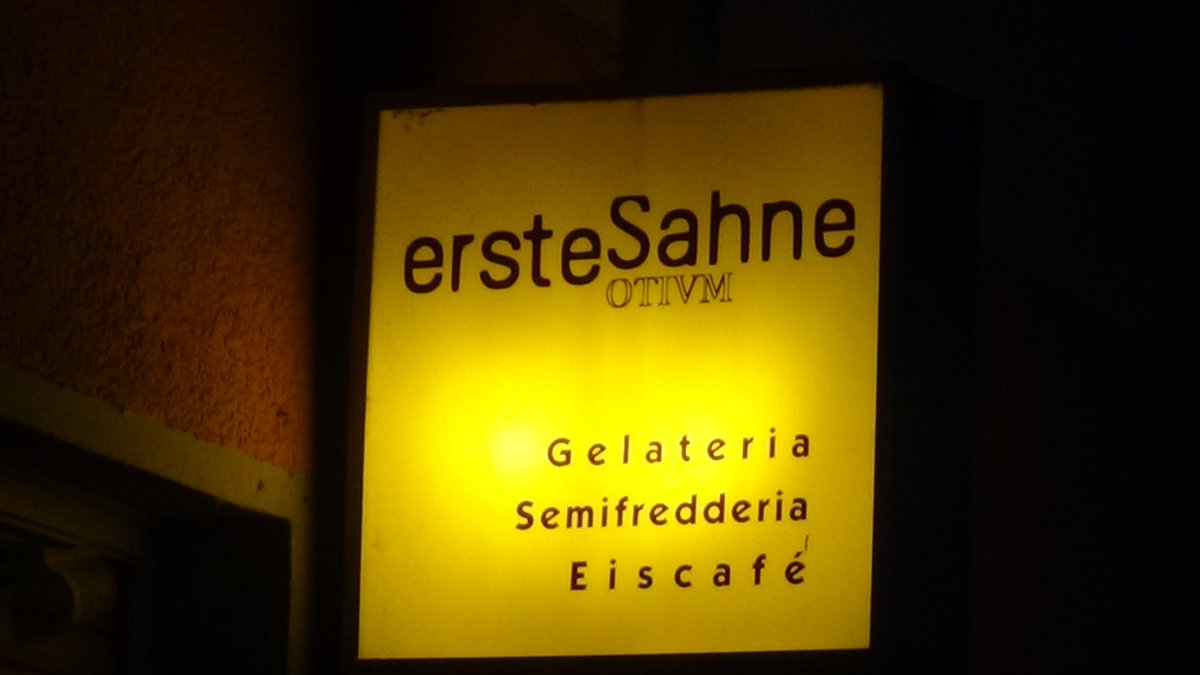 ersteSahne
OTIVM
Gelateria
Semifredderia
Eiscafé